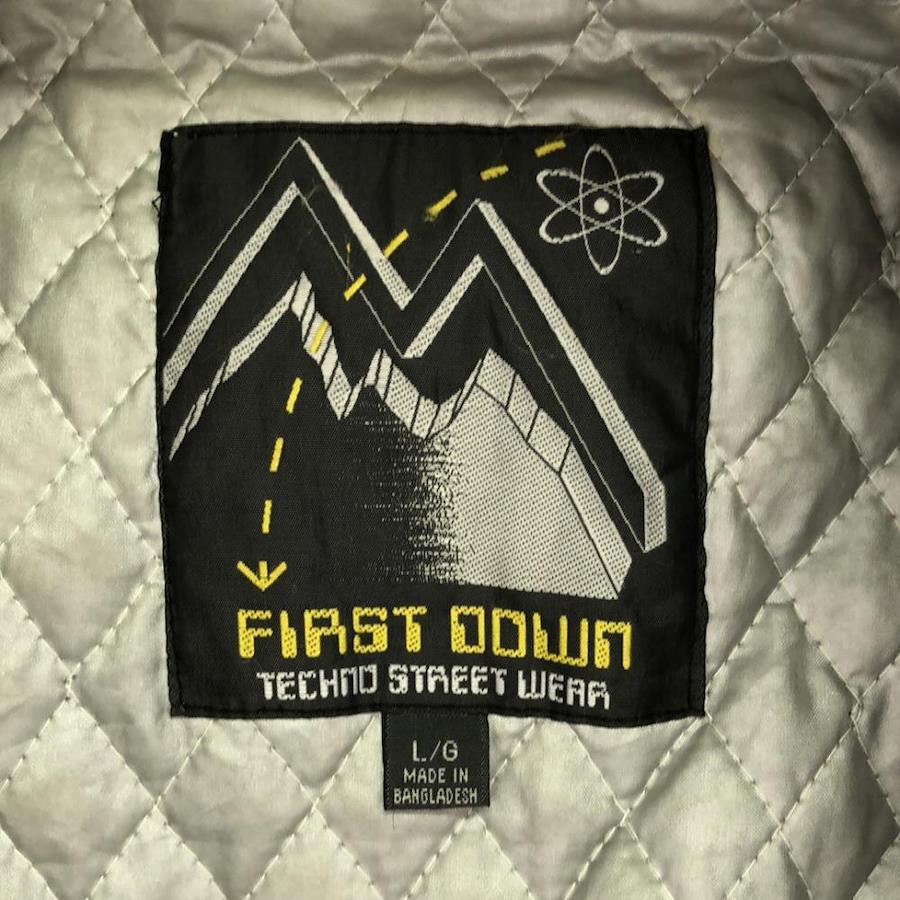 FIRST DOWN
TECHNO STREET WEAR
L/G
MADE IN
BANGLADESH